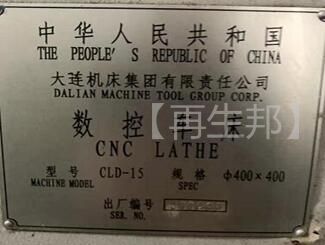 中华人民共和国
THE PEOPLE'S REPUBLIC OF CHINA
大连机床集团有限责任公司
DALIAN MACHINE TOOL GROUP CORP.
数控车床
【再生邦】
CNC LATHE
型号 CLD-15 规格 φ400×400
MACHINE MODEL SPEC
出厂编号
SER. NO.